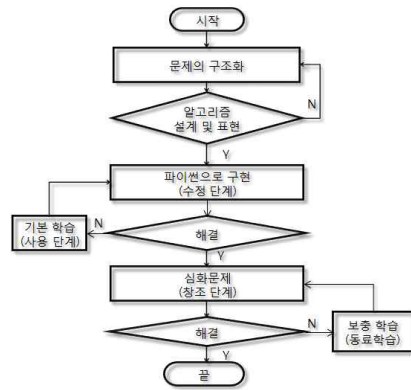 시작
문제의 구조화
N
알고리즘
설계 및 표현
Y
파이썬으로 구현
(수정 단계)
기본 학습
(사용 단계)
N
해결
Y
심화문제
(창조 단계)
해결
N
보충 학습
(동료학습)
Y
끝